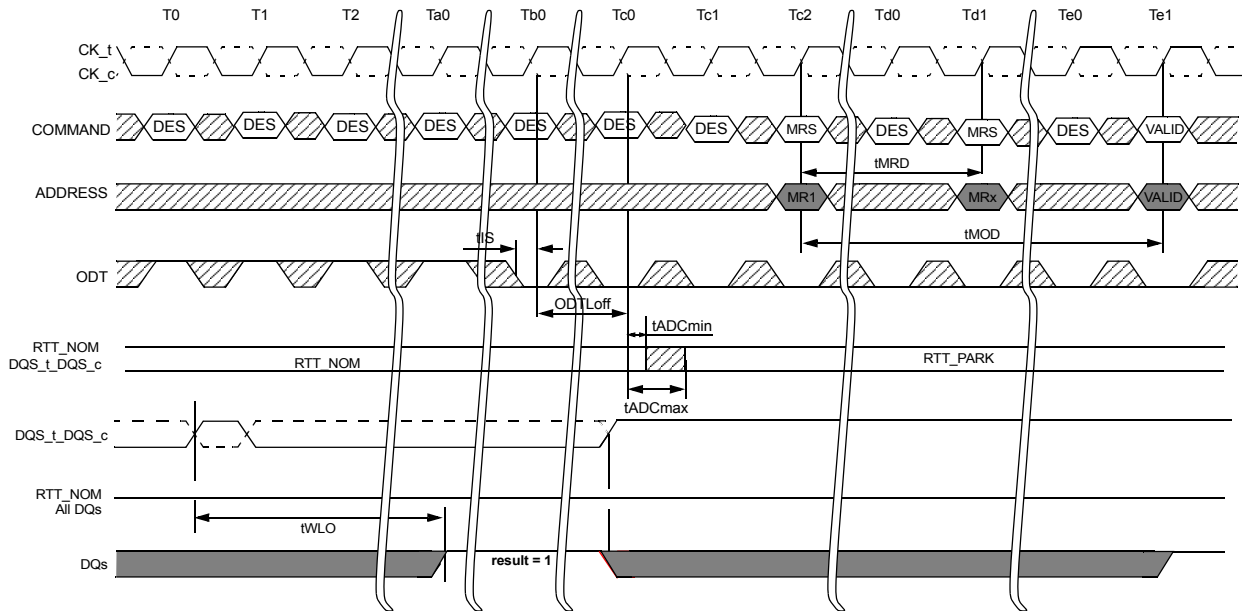 T0 T1 T2 Ta0 Tb0 Tc0 Tc1 Tc2 Td0 Td1 Te0 Te1
CK_t
CK_c
COMMAND DES DES DES DES DES DES DES MRS DES MRS DES VALID
tMRD
ADDRESS MR1 MRx VALID
tIS tMOD
ODT
ODTLoff
tADCmin
RTT_NOM
DQS_t_DQS_c RTT_NOM RTT_PARK
tADCmax
DQS_t_DQS_c
RTT_NOM
All DQs
tWLO
DQs result = 1